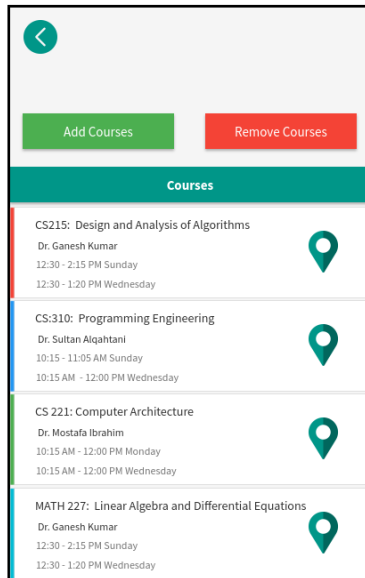 Add Courses
Remove Courses
Courses
CS215: Design and Analysis of Algorithms
Dr. Ganesh Kumar
12:30 - 2:15 PM Sunday
12:30 - 1:20 PM Wednesday
CS:310: Programming Engineering
Dr. Sultan Alqahtani
10:15 - 11:05 AM Sunday
10:15 AM - 12:00 PM Wednesday
CS 221: Computer Architecture
Dr. Mostafa Ibrahim
10:15 AM - 12:00 PM Monday
10:15 AM - 12:00 PM Wednesday
MATH 227: Linear Algebra and Differential Equations
Dr. Ganesh Kumar
12:30 - 2:15 PM Sunday
12:30 - 1:20 PM Wednesday